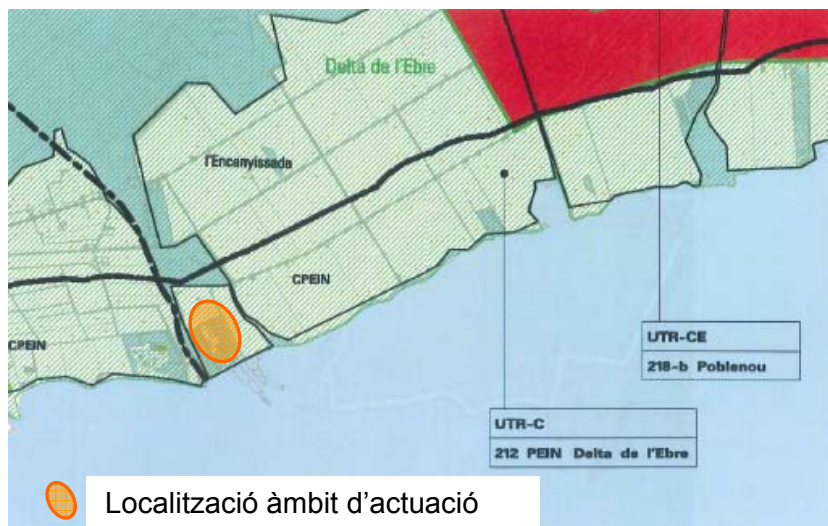 Delta de l'Ebre
l'Encanyissada
CPEIN
CPEIN
UTR-CE
218-b Poblenou
UTR-C
212 PEIN Delta de l'Ebre
Localització àmbit d'actuació